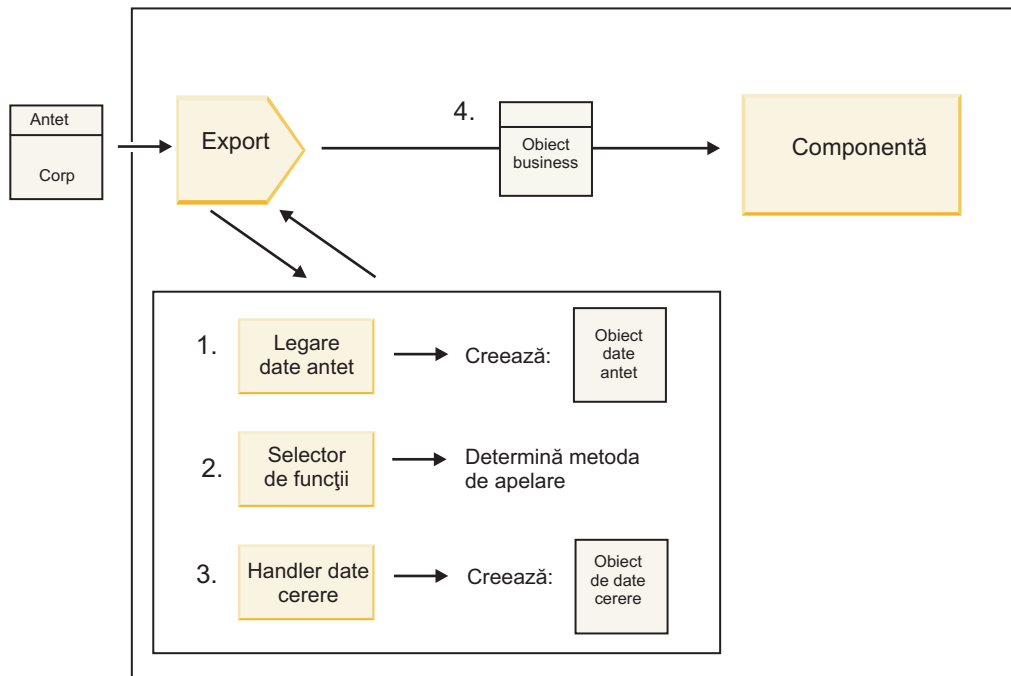 Antet
Corp
Export
4.
Obiect
business
Componentă
1.
Legare
date antet
Creează:
Obiect
date
antet
2.
Selector
de funcţii
Determină metoda
de apelare
3.
Handler date
cerere
Creează:
Obiect
de date
cerere